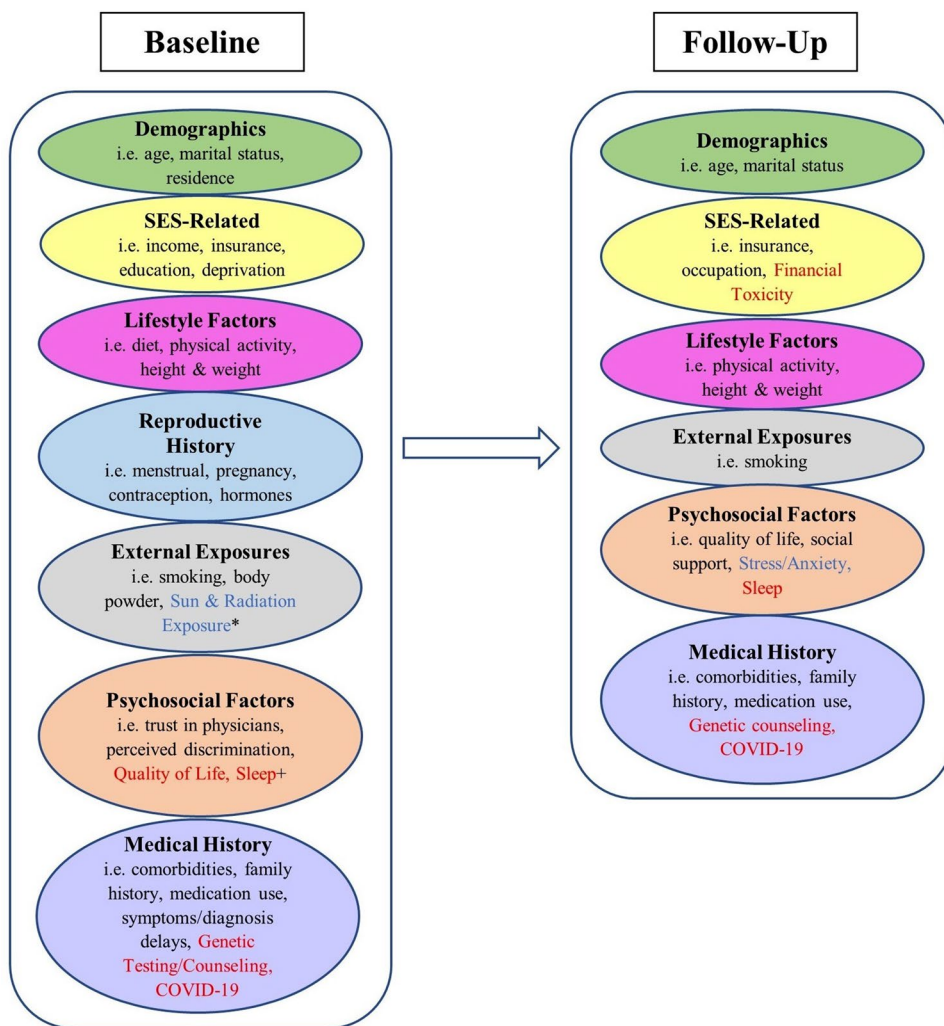 Baseline
Demographics
i.e. age, marital status,
residence
SES-Related
i.e. income, insurance,
education, deprivation
Lifestyle Factors
i.e. diet, physical activity,
height & weight
Reproductive
History
i.e. menstrual, pregnancy,
contraception, hormones
External Exposures
i.e. smoking, body
powder, Sun & Radiation
Exposure*
Psychosocial Factors
i.e. trust in physicians,
perceived discrimination,
Quality of Life, Sleep+
Medical History
i.e. comorbidities, family
history, medication use,
symptoms/diagnosis
delays, Genetic
Testing/Counseling,
COVID-19
Follow-Up
Demographics
i.e. age, marital status
SES-Related
i.e. insurance,
occupation, Financial
Toxicity
Lifestyle Factors
i.e. physical activity,
height & weight
External Exposures
i.e. smoking
Psychosocial Factors
i.e. quality of life, social
support, Stress/Anxiety,
Sleep
Medical History
i.e. comorbidities, family
history, medication use,
Genetic counseling,
COVID-19